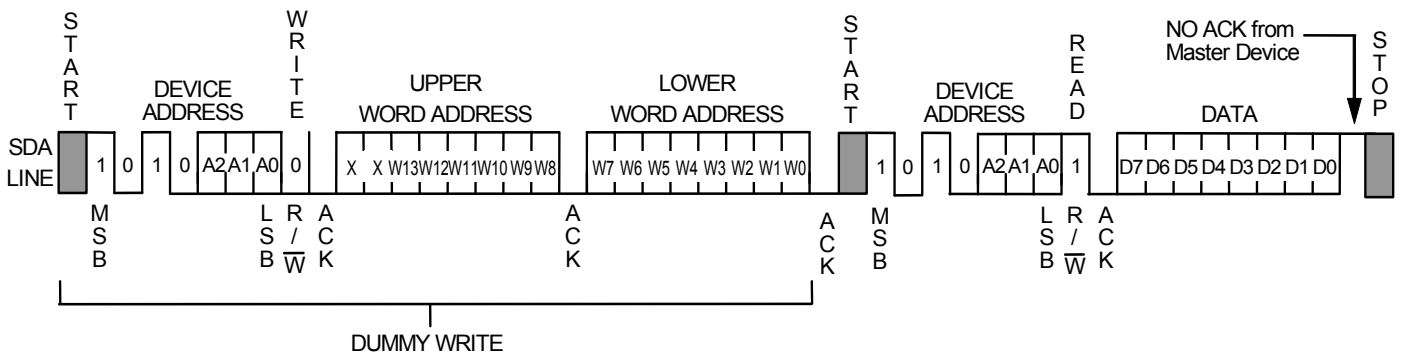 START
WRITE
START
READ
NO ACK from
Master Device
STOP
DEVICE
ADDRESS
UPPER
WORD ADDRESS
LOWER
WORD ADDRESS
DEVICE
ADDRESS
DATA
SDA
LINE
1 0 1 0 A2 A1 A0 0 X X W13 W12 W11 W10 W9 W8 W7 W6 W5 W4 W3 W2 W1 W0 1 0 1 0 A2 A1 A0 1 D7 D6 D5 D4 D3 D2 D1 D0
MSB
LSB
R/W
ACK
ACK
ACK
MSB
LSB
R/W
ACK
DUMMY WRITE